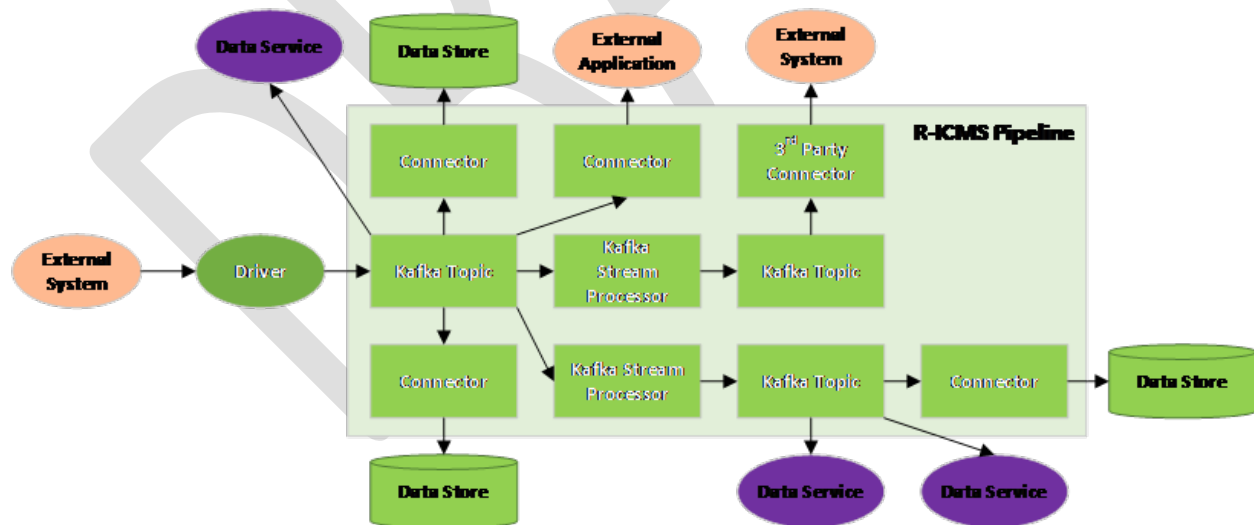 Data Service
Data Store
External
Application
External
System
R-ICMS Pipeline
Connector
Connector
3rd Party
Connector
External
System
Driver
Kafka Topic
Kafka
Stream
Processor
Kafka Topic
Connector
Kafka Stream
Processor
Kafka Topic
Connector
Data Store
Data Store
Data Service
Data Service